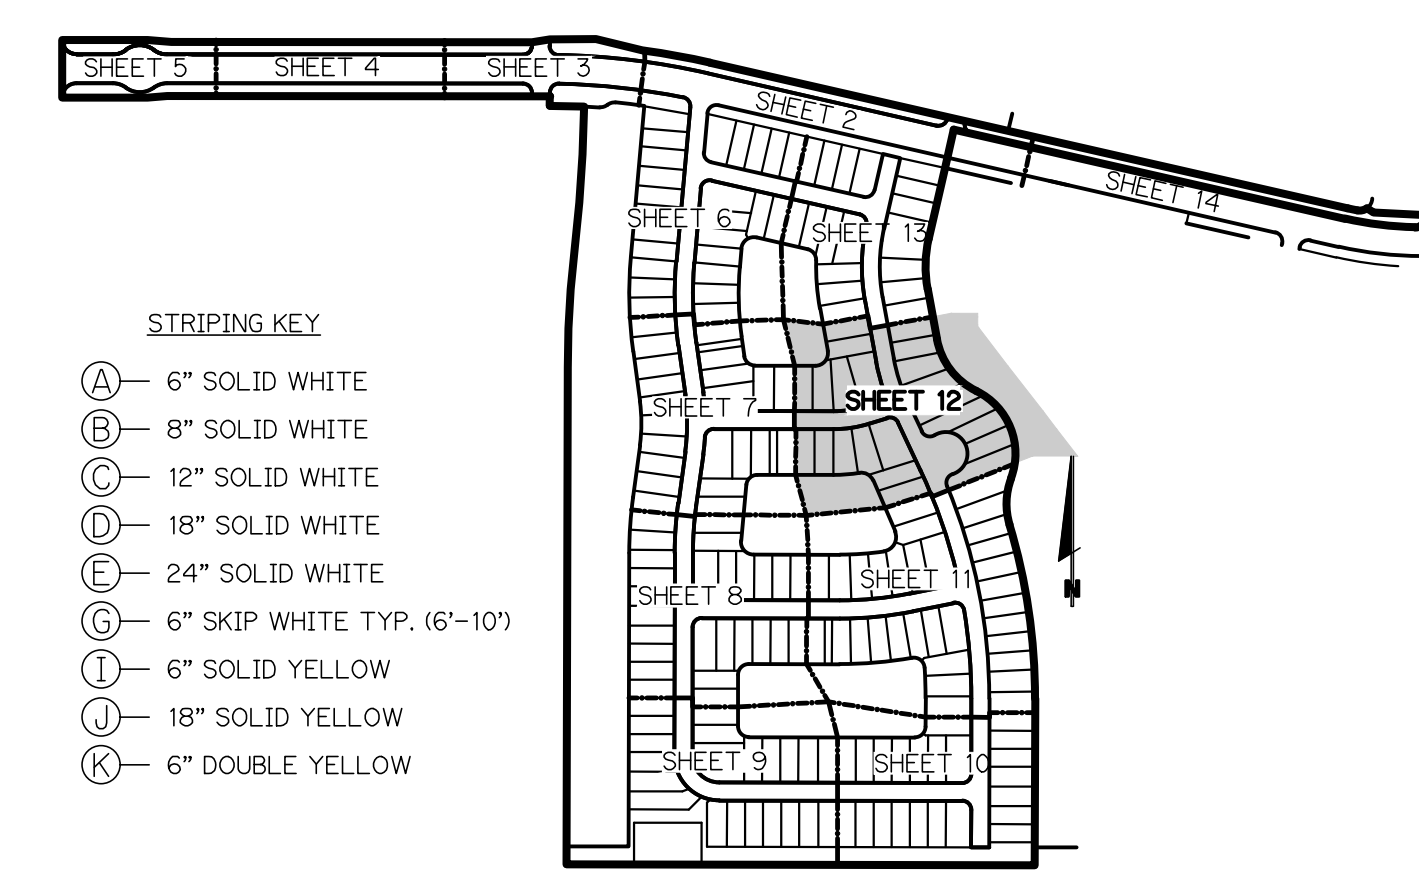 SHEET 5
SHEET 4
SHEET 3
SHEET 2
SHEET 14
SHEET 6
SHEET 13
STRIPING KEY
A 6” SOLID WHITE
B 8” SOLID WHITE
C 12” SOLID WHITE
D 18” SOLID WHITE
E 24” SOLID WHITE
G 6” SKIP WHITE TYP. (6’–10’)
I 6” SOLID YELLOW
J 18” SOLID YELLOW
K 6” DOUBLE YELLOW
SHEET 7
SHEET 12
SHEET 8
SHEET 11
N
SHEET 9
SHEET 10